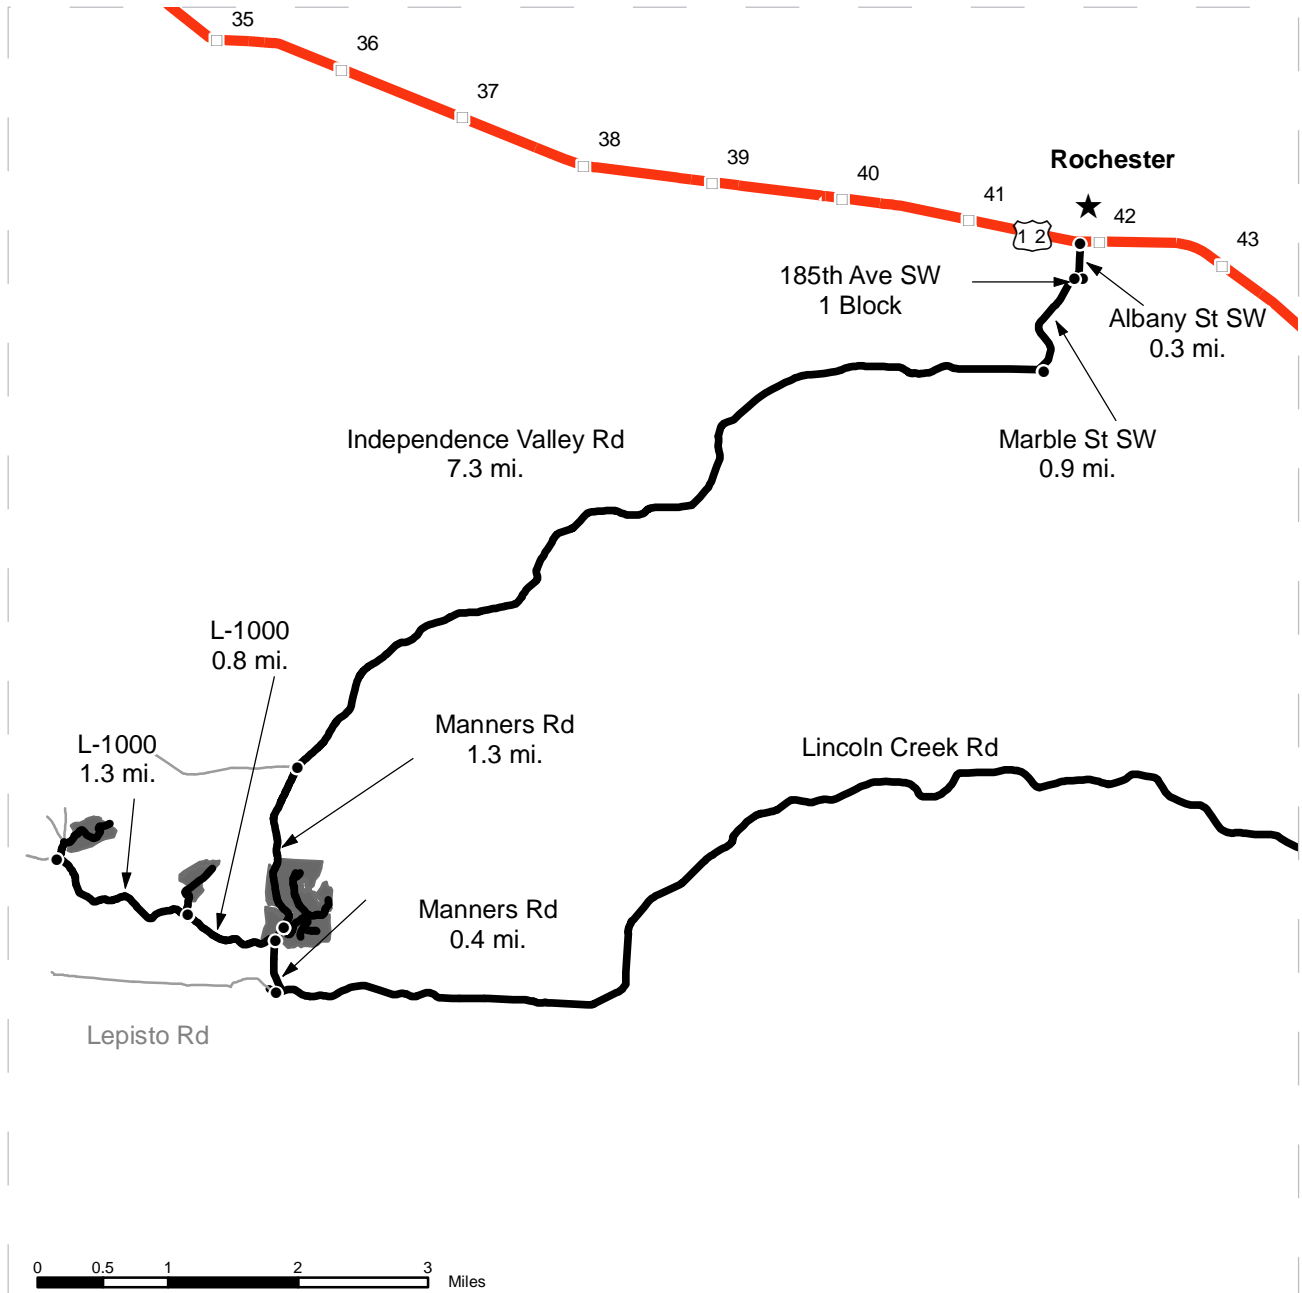 35
36
37
38
39
40
41
Rochester
42
43
1 2
185th Ave SW
1 Block
Albany St SW
0.3 mi.
Independence Valley Rd
7.3 mi.
Marble St SW
0.9 mi.
L-1000
0.8 mi.
Manners Rd
1.3 mi.
L-1000
1.3 mi.
Lincoln Creek Rd
Manners Rd
0.4 mi.
Lepisto Rd
0 0.5 1 2 3 Miles